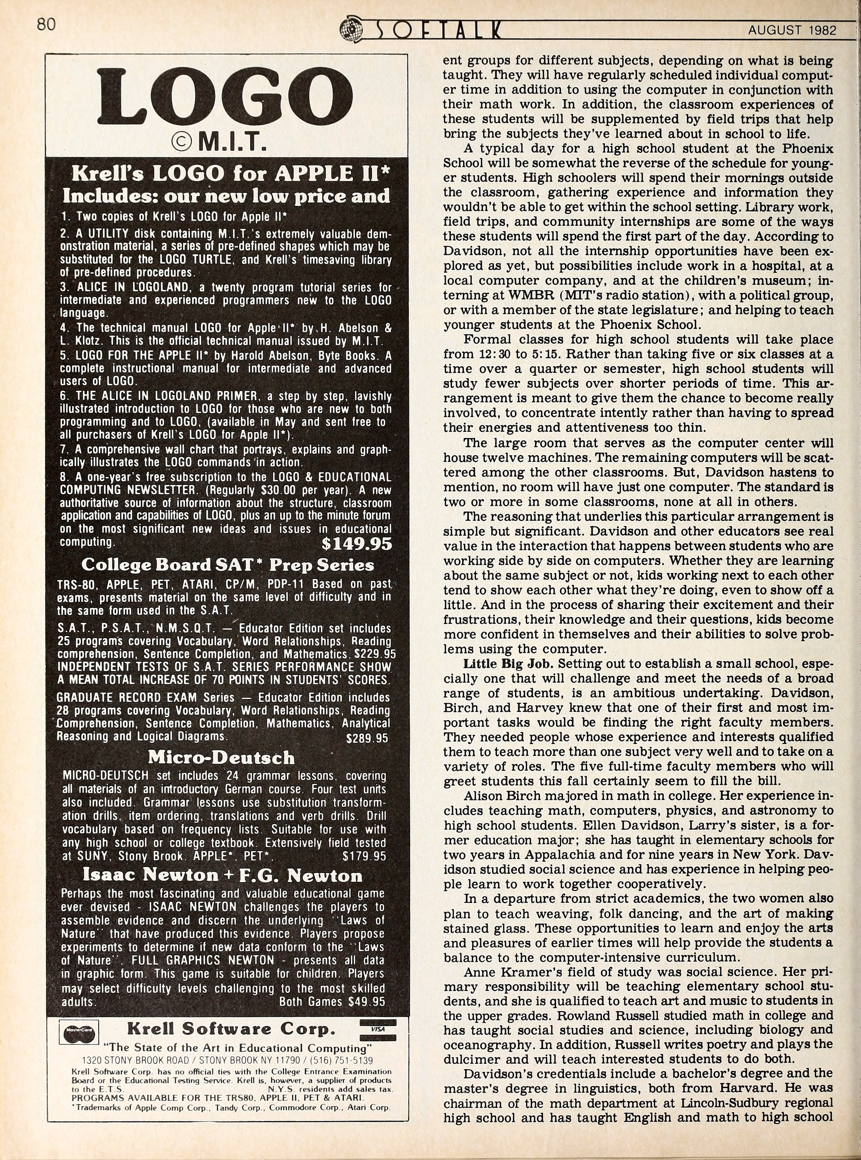 80
SOFTALK
AUGUST 1982
LOGO
© M.I.T.
Krell's LOGO for APPLE II*
Includes: our new low price and
1. Two copies of Krell's LOGO for Apple II*
2. A UTILITY disk containing M.I.T.'s extremely valuable dem-
onstration material, a series of pre-defined shapes which may be
substituted for the LOGO TURTLE, and Krell's timesaving library
of pre-defined procedures.
3. ALICE IN LOGOLAND, a twenty program tutorial series for
intermediate and experienced programmers new to the LOGO
language.
4. The technical manual LOGO for Apple II* by H. Abelson &
L. Klotz. This is the official technical manual issued by M.I.T.
5. LOGO FOR THE APPLE II* by Harold Abelson, Byte Books. A
complete instructional manual for intermediate and advanced
users of LOGO.
6. THE ALICE IN LOGOLAND PRIMER, a step by step, lavishly
illustrated introduction to LOGO for those who are new to both
programming and to LOGO, (available in May and sent free to
all purchasers of Krell's LOGO for Apple II*).
7. A comprehensive wall chart that portrays, explains and graph-
ically illustrates the LOGO commands in action.
8. A one-year's free subscription to the LOGO & EDUCATIONAL
COMPUTING NEWSLETTER. (Regularly $30.00 per year). A new
authoritative source of information about the structure, classroom
application and capabilities of LOGO, plus an up to the minute forum
on the most significant new ideas and issues in educational
computing. $149.95
College Board SAT* Prep Series
TRS-80, APPLE, PET, ATARI, CP/M, PDP-11 Based on past
exams, presents material on the same level of difficulty and in
the same form used in the S.A.T.
S.A.T., P.S.A.T., N.M.S.Q.T. — Educator Edition set includes
25 programs covering Vocabulary, Word Relationships, Reading
comprehension, Sentence Completion, and Mathematics. $229.95
INDEPENDENT TESTS OF S.A.T. SERIES PERFORMANCE SHOW
A MEAN TOTAL INCREASE OF 70 POINTS IN STUDENTS' SCORES.
GRADUATE RECORD EXAM Series — Educator Edition includes
28 programs covering Vocabulary, Word Relationships, Reading
Comprehension, Sentence Completion, Mathematics, Analytical
Reasoning and Logical Diagrams. $289.95
Micro-Deutsch
MICRO-DEUTSCH set includes 24 grammar lessons, covering
all materials of an introductory German course. Four test units
also included. Grammar lessons use substitution transform-
ation drills, item ordering, translations and verb drills. Drill
vocabulary based on frequency lists. Suitable for use with
any high school or college textbook. Extensively field tested
at SUNY, Stony Brook. APPLE*, PET*. $179.95
Isaac Newton + F.G. Newton
Perhaps the most fascinating and valuable educational game
ever devised - ISAAC NEWTON challenges the players to
assemble evidence and discern the underlying "Laws of
Nature" that have produced this evidence. Players propose
experiments to determine if new data conform to the "Laws
of Nature". FULL GRAPHICS NEWTON - presents all data
in graphic form. This game is suitable for children. Players
may select difficulty levels challenging to the most skilled
adults. Both Games $49.95
MasterCard
Krell Software Corp.
VISA
"The State of the Art in Educational Computing"
1320 STONY BROOK ROAD / STONY BROOK NY 11790 / (516) 751-5139
Krell Software Corp. has no official ties with the College Entrance Examination
Board or the Educational Testing Service. Krell is, however, a supplier of products
to the E.T.S. N.Y.S. residents add sales tax.
PROGRAMS AVAILABLE FOR THE TRS80, APPLE II, PET & ATARI.
*Trademarks of Apple Comp Corp., Tandy Corp., Commodore Corp., Atari Corp.
ent groups for different subjects, depending on what is being
taught. They will have regularly scheduled individual comput-
er time in addition to using the computer in conjunction with
their math work. In addition, the classroom experiences of
these students will be supplemented by field trips that help
bring the subjects they've learned about in school to life.
A typical day for a high school student at the Phoenix
School will be somewhat the reverse of the schedule for young-
er students. High schoolers will spend their mornings outside
the classroom, gathering experience and information they
wouldn't be able to get within the school setting. Library work,
field trips, and community internships are some of the ways
these students will spend the first part of the day. According to
Davidson, not all the internship opportunities have been ex-
plored as yet, but possibilities include work in a hospital, at a
local computer company, and at the children's museum; in-
terning at WMBR (MIT's radio station), with a political group,
or with a member of the state legislature; and helping to teach
younger students at the Phoenix School.
Formal classes for high school students will take place
from 12:30 to 5:15. Rather than taking five or six classes at a
time over a quarter or semester, high school students will
study fewer subjects over shorter periods of time. This ar-
rangement is meant to give them the chance to become really
involved, to concentrate intently rather than having to spread
their energies and attentiveness too thin.
The large room that serves as the computer center will
house twelve machines. The remaining computers will be scat-
tered among the other classrooms. But, Davidson hastens to
mention, no room will have just one computer. The standard is
two or more in some classrooms, none at all in others.
The reasoning that underlies this particular arrangement is
simple but significant. Davidson and other educators see real
value in the interaction that happens between students who are
working side by side on computers. Whether they are learning
about the same subject or not, kids working next to each other
tend to show each other what they're doing, even to show off a
little. And in the process of sharing their excitement and their
frustrations, their knowledge and their questions, kids become
more confident in themselves and their abilities to solve prob-
lems using the computer.
Little Big Job. Setting out to establish a small school, espe-
cially one that will challenge and meet the needs of a broad
range of students, is an ambitious undertaking. Davidson,
Birch, and Harvey knew that one of their first and most im-
portant tasks would be finding the right faculty members.
They needed people whose experience and interests qualified
them to teach more than one subject very well and to take on a
variety of roles. The five full-time faculty members who will
greet students this fall certainly seem to fill the bill.
Alison Birch majored in math in college. Her experience in-
cludes teaching math, computers, physics, and astronomy to
high school students. Ellen Davidson, Larry's sister, is a for-
mer education major; she has taught in elementary schools for
two years in Appalachia and for nine years in New York. Dav-
idson studied social science and has experience in helping peo-
ple learn to work together cooperatively.
In a departure from strict academics, the two women also
plan to teach weaving, folk dancing, and the art of making
stained glass. These opportunities to learn and enjoy the arts
and pleasures of earlier times will help provide the students a
balance to the computer-intensive curriculum.
Anne Kramer's field of study was social science. Her pri-
mary responsibility will be teaching elementary school stu-
dents, and she is qualified to teach art and music to students in
the upper grades. Rowland Russell studied math in college and
has taught social studies and science, including biology and
oceanography. In addition, Russell writes poetry and plays the
dulcimer and will teach interested students to do both.
Davidson's credentials include a bachelor's degree and the
master's degree in linguistics, both from Harvard. He was
chairman of the math department at Lincoln-Sudbury regional
high school and has taught English and math to high school